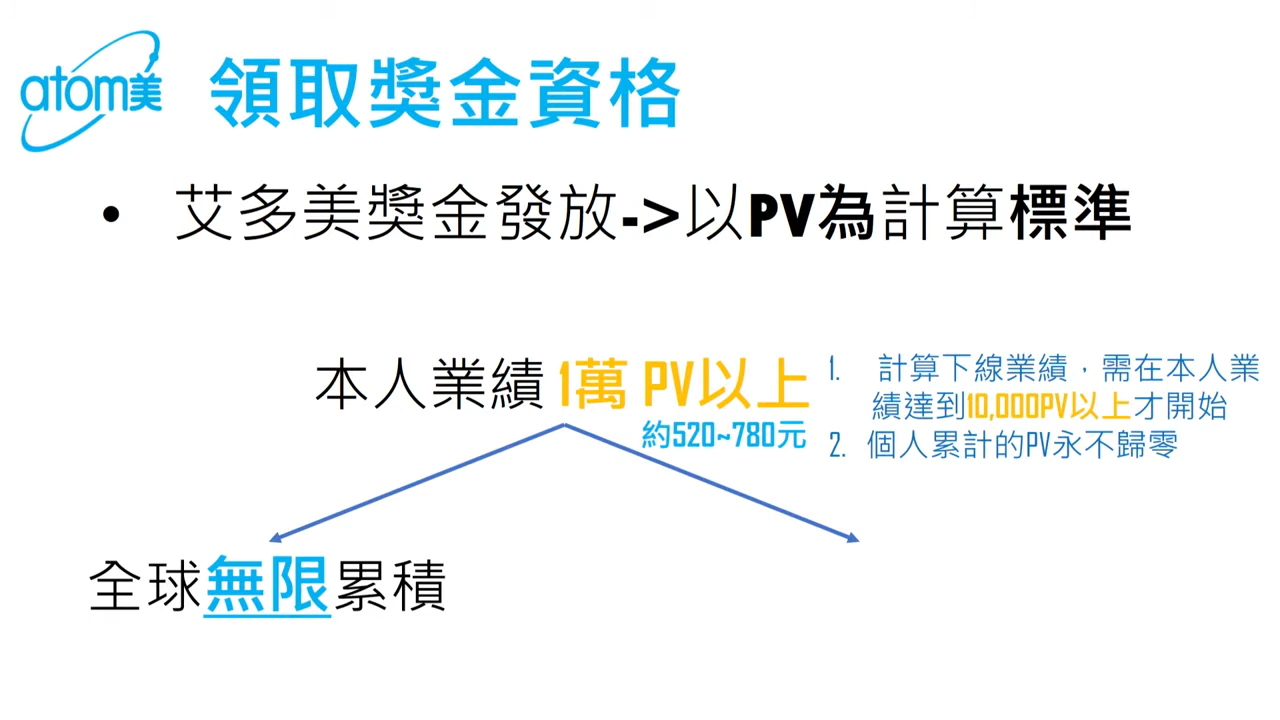 atom美 領取獎金資格
• 艾多美獎金發放->以PV為計算標準
本人業績 1萬 PV以上
約520~780元
1. 計算下線業績，需在本人業
績達到10,000PV以上才開始
2. 個人累計的PV永不歸零
全球無限累積